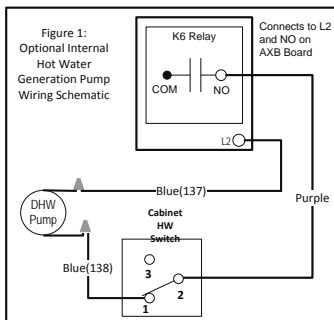 Figure 1:
Optional Internal
Hot Water
Generation Pump
Wiring Schematic
K6 Relay
COM
NO
L2
Connects to L2
and NO on
AXB Board
Blue(137)
Purple
DHW
Pump
Cabinet
HW
Switch
Blue(138)
3
2
1